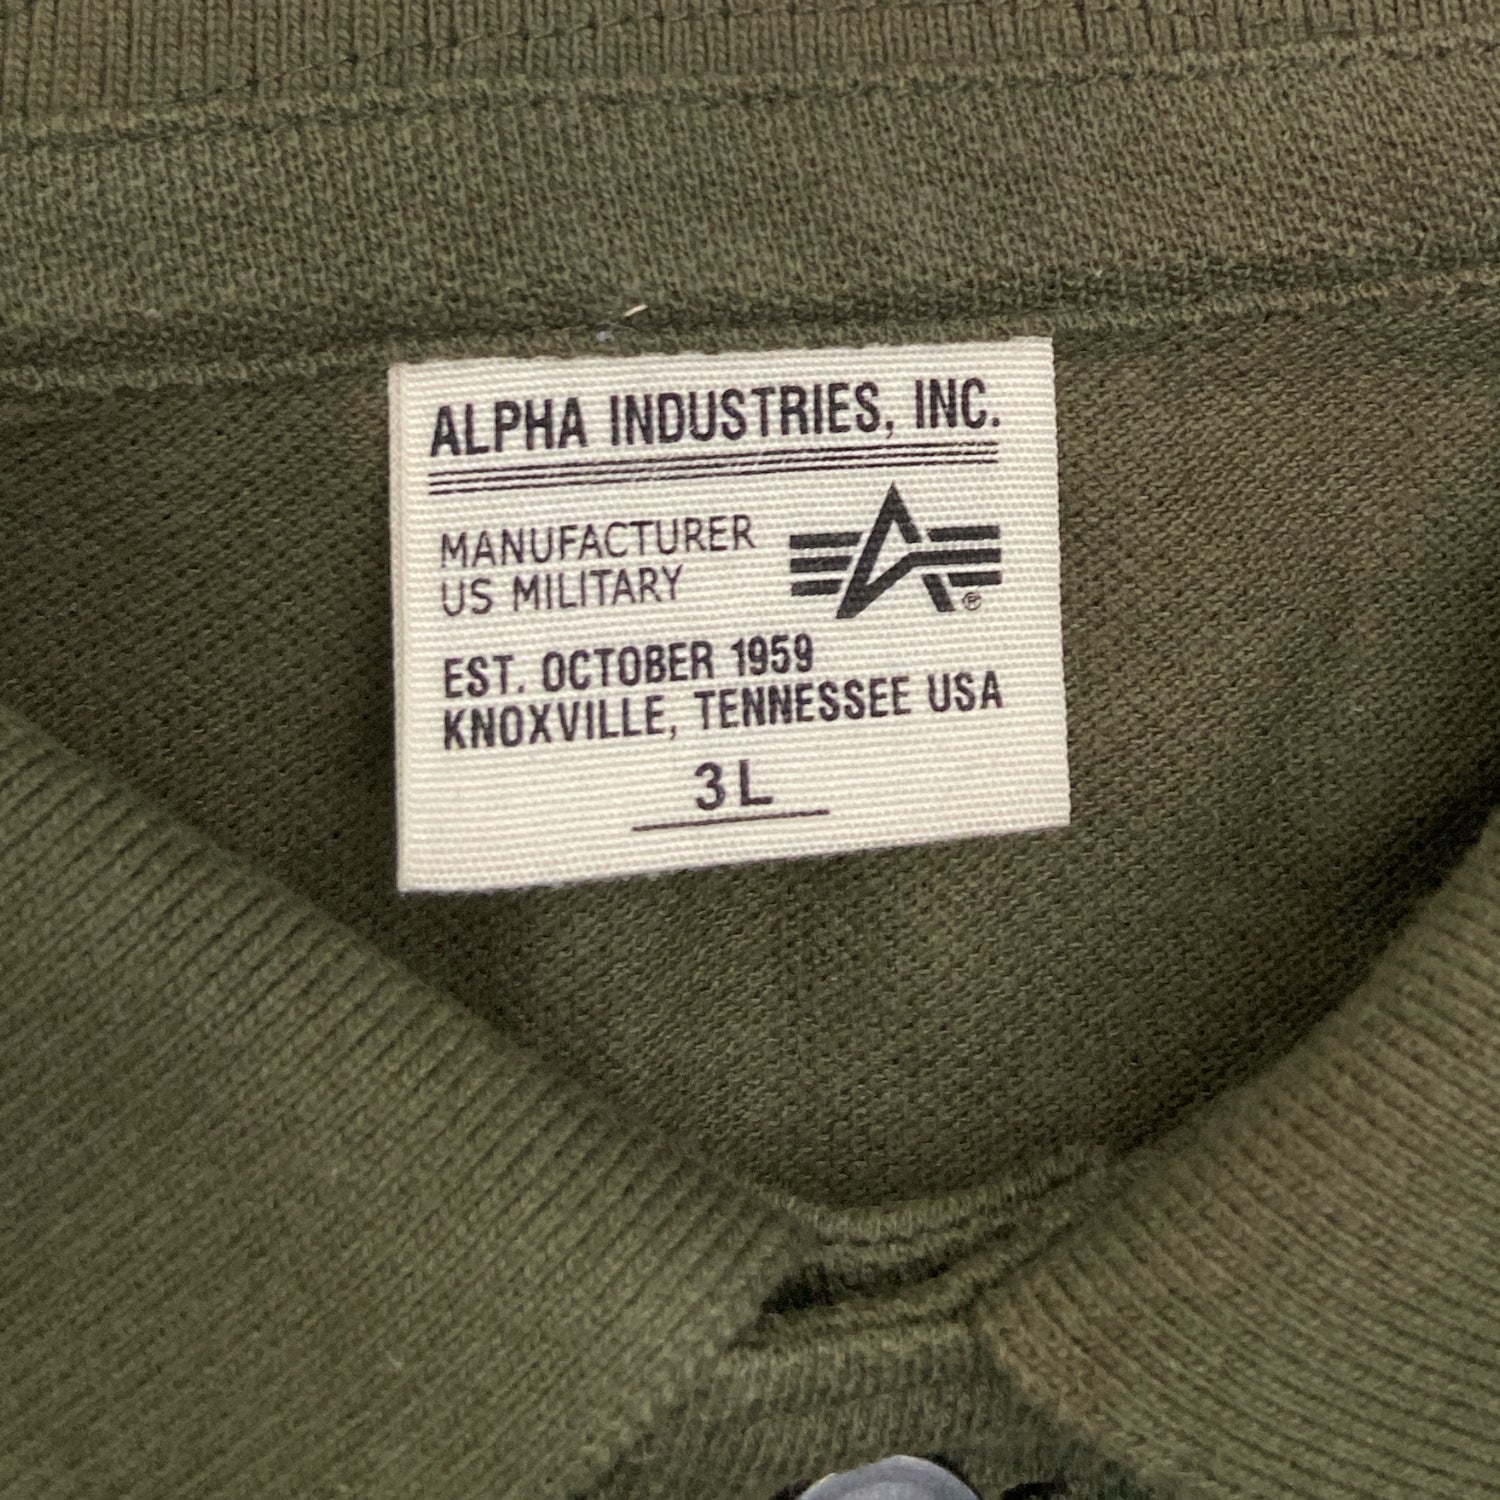 ALPHA INDUSTRIES, INC.
MANUFACTURER
US MILITARY
®
EST. OCTOBER 1959
KNOXVILLE, TENNESSEE USA
3L